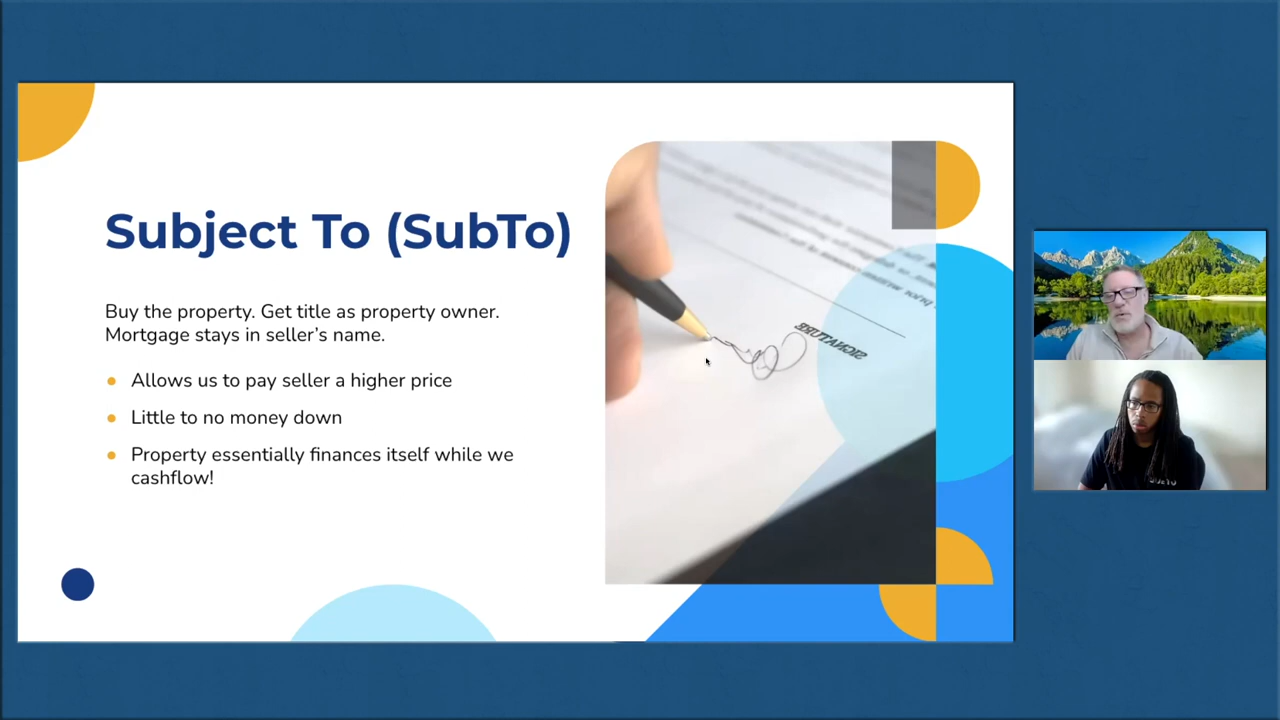 Subject To (SubTo)
Buy the property. Get title as property owner.
Mortgage stays in seller’s name.
Allows us to pay seller a higher price
Little to no money down
Property essentially finances itself while we
cashflow!
SIGNATURE